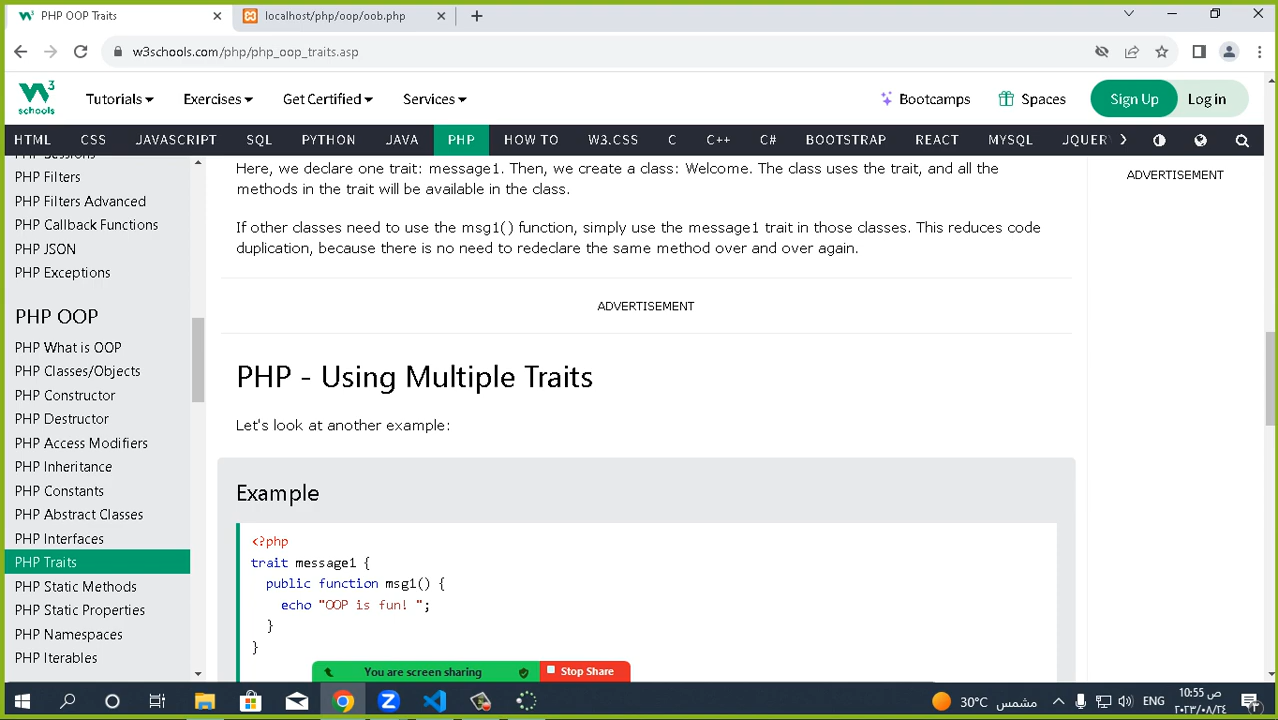 PHP OOP Traits
localhost/php/oop/oob.php
w3schools.com/php/php_oop_traits.asp
schools
Tutorials
Exercises
Get Certified
Services
Bootcamps
Spaces
Sign Up
Log in
HTML
CSS
JAVASCRIPT
SQL
PYTHON
JAVA
PHP
HOW TO
W3.CSS
C
C++
C#
BOOTSTRAP
REACT
MYSQL
JQUER
PHP Sessions
PHP Filters
PHP Filters Advanced
PHP Callback Functions
PHP JSON
PHP Exceptions
PHP OOP
PHP What is OOP
PHP Classes/Objects
PHP Constructor
PHP Destructor
PHP Access Modifiers
PHP Inheritance
PHP Constants
PHP Abstract Classes
PHP Interfaces
PHP Traits
PHP Static Methods
PHP Static Properties
PHP Namespaces
PHP Iterables
Here, we declare one trait: message1. Then, we create a class: Welcome. The class uses the trait, and all the
methods in the trait will be available in the class.
If other classes need to use the msg1() function, simply use the message1 trait in those classes. This reduces code
duplication, because there is no need to redeclare the same method over and over again.
ADVERTISEMENT
PHP - Using Multiple Traits
Let's look at another example:
Example
<?php
trait message1 {
public function msg1() {
echo "OOP is fun! ";
}
}
ADVERTISEMENT
You are screen sharing
Stop Share
30°C مشمس
ENG
10:55 ص
٢٠٢٣/٠٨/٢٤